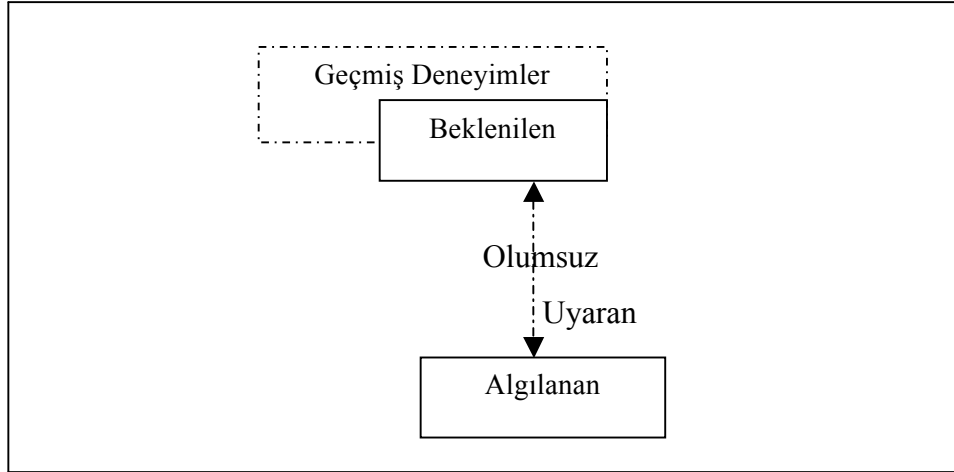 Geçmiş Deneyimler
Beklenilen
Olumsuz
Uyaran
Algılanan